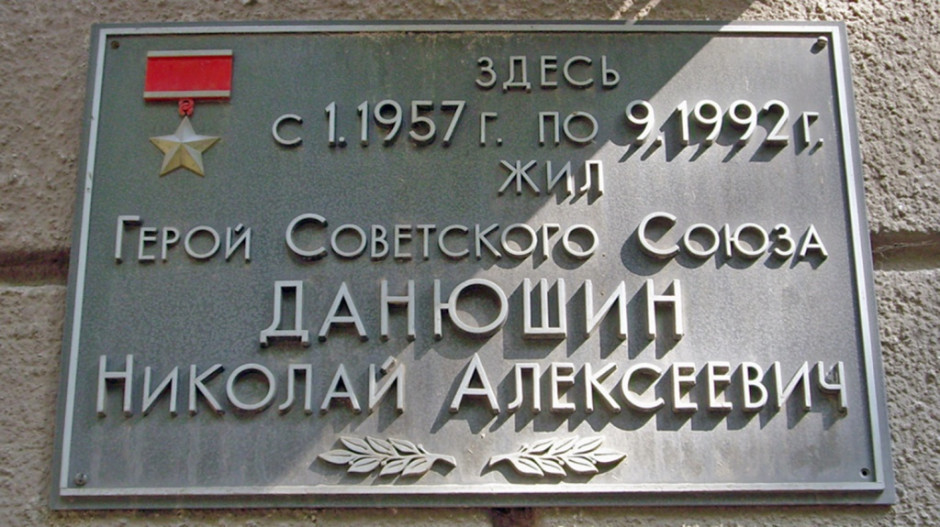 ЗДЕСЬ
С 1.1957 Г. ПО 9.1992 Г.
ЖИЛ
ГЕРОЙ СОВЕТСКОГО СОЮЗА
ДАНЮШИН
НИКОЛАЙ АЛЕКСЕЕВИЧ